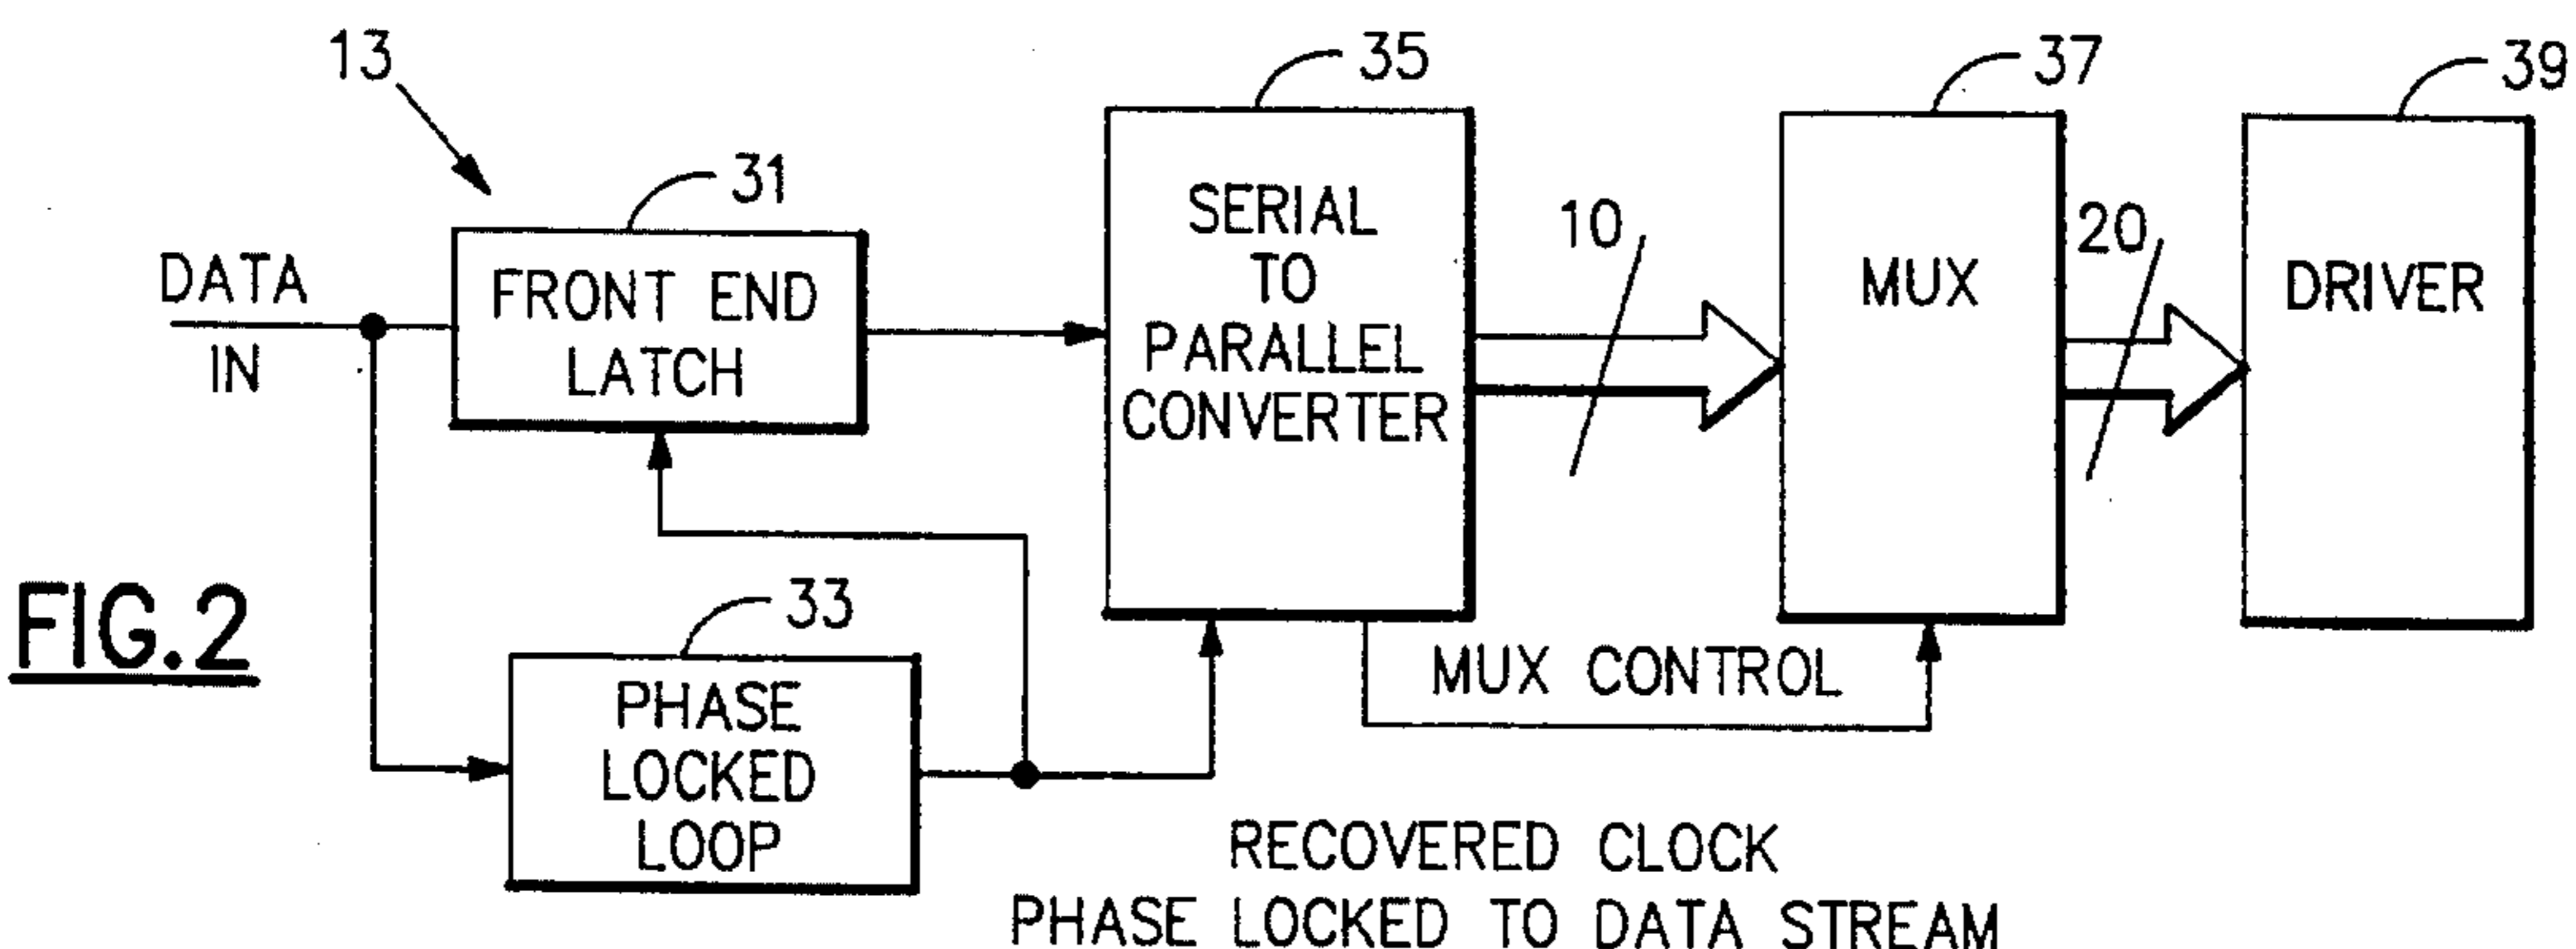 13
35
37
39
31
DATA
IN
FRONT END
LATCH
SERIAL
TO
PARALLEL
CONVERTER
10
MUX
20
DRIVER
FIG.2
33
PHASE
LOCKED
LOOP
MUX CONTROL
RECOVERED CLOCK
PHASE LOCKED TO DATA STREAM